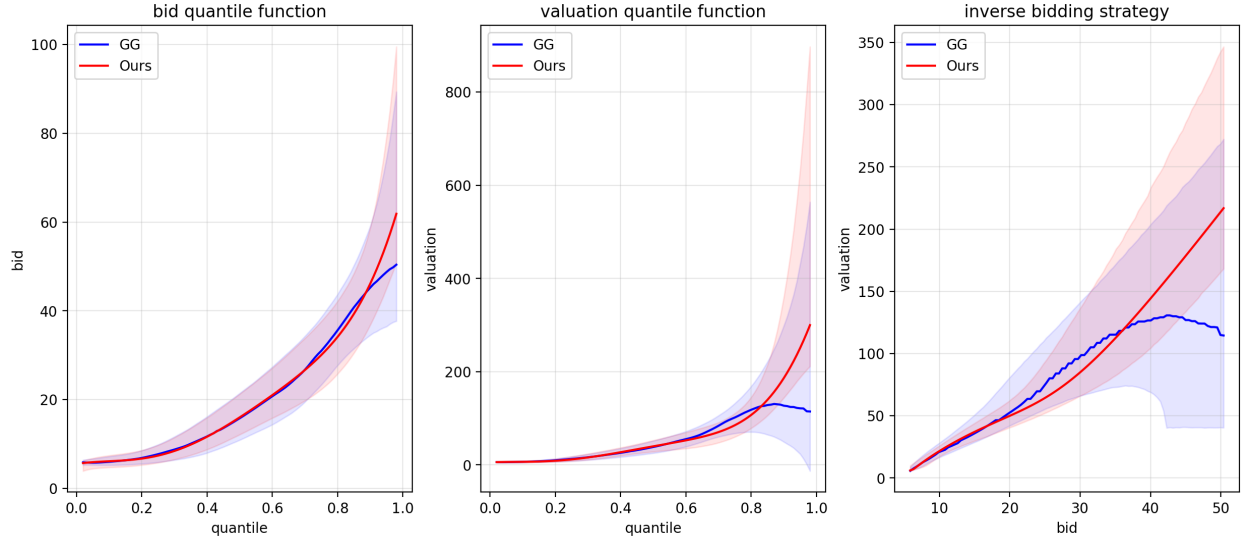 bid quantile function
GG
Ours
100
80
60
40
20
0
bid
0.0
0.2
0.4
0.6
0.8
1.0
quantile
valuation quantile function
GG
Ours
800
600
400
200
0
valuation
0.0
0.2
0.4
0.6
0.8
1.0
quantile
inverse bidding strategy
GG
Ours
350
300
250
200
150
100
50
0
valuation
10
20
30
40
50
bid